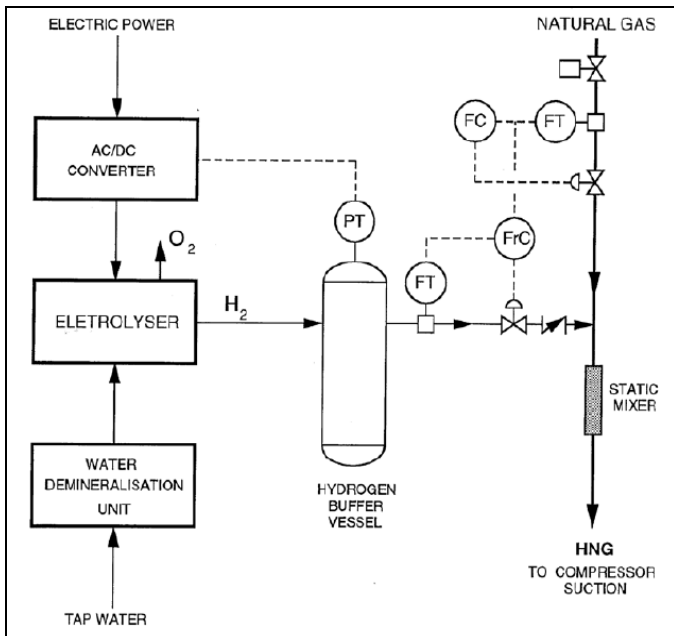 ELECTRIC POWER
NATURAL GAS
FC
FT
AC/DC
CONVERTER
PT
O2
FrC
FT
ELETROLYSER
H2
STATIC
MIXER
WATER
DEMINERALISATION
UNIT
HYDROGEN
BUFFER
VESSEL
HNG
TO COMPRESSOR
SUCTION
TAP WATER